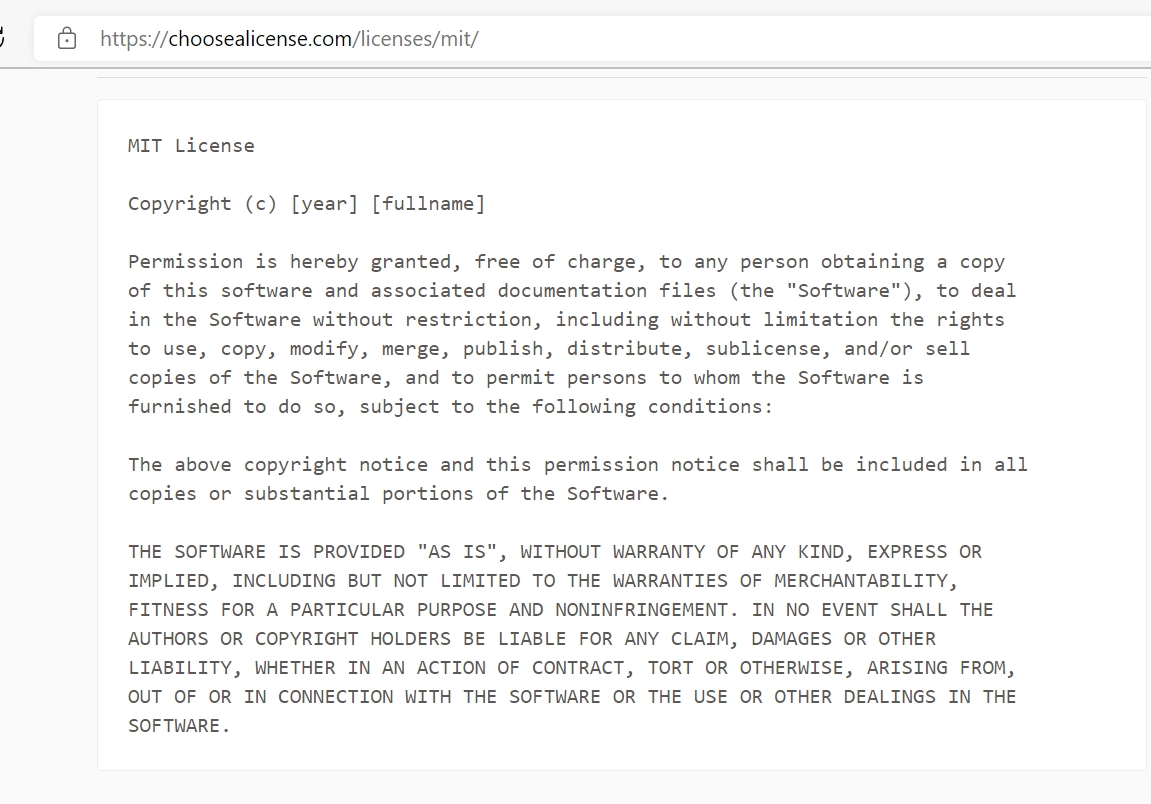 https://choosealicense.com/licenses/mit/
MIT License
Copyright (c) [year] [fullname]
Permission is hereby granted, free of charge, to any person obtaining a copy
of this software and associated documentation files (the "Software"), to deal
in the Software without restriction, including without limitation the rights
to use, copy, modify, merge, publish, distribute, sublicense, and/or sell
copies of the Software, and to permit persons to whom the Software is
furnished to do so, subject to the following conditions:
The above copyright notice and this permission notice shall be included in all
copies or substantial portions of the Software.
THE SOFTWARE IS PROVIDED "AS IS", WITHOUT WARRANTY OF ANY KIND, EXPRESS OR
IMPLIED, INCLUDING BUT NOT LIMITED TO THE WARRANTIES OF MERCHANTABILITY,
FITNESS FOR A PARTICULAR PURPOSE AND NONINFRINGEMENT. IN NO EVENT SHALL THE
AUTHORS OR COPYRIGHT HOLDERS BE LIABLE FOR ANY CLAIM, DAMAGES OR OTHER
LIABILITY, WHETHER IN AN ACTION OF CONTRACT, TORT OR OTHERWISE, ARISING FROM,
OUT OF OR IN CONNECTION WITH THE SOFTWARE OR THE USE OR OTHER DEALINGS IN THE
SOFTWARE.